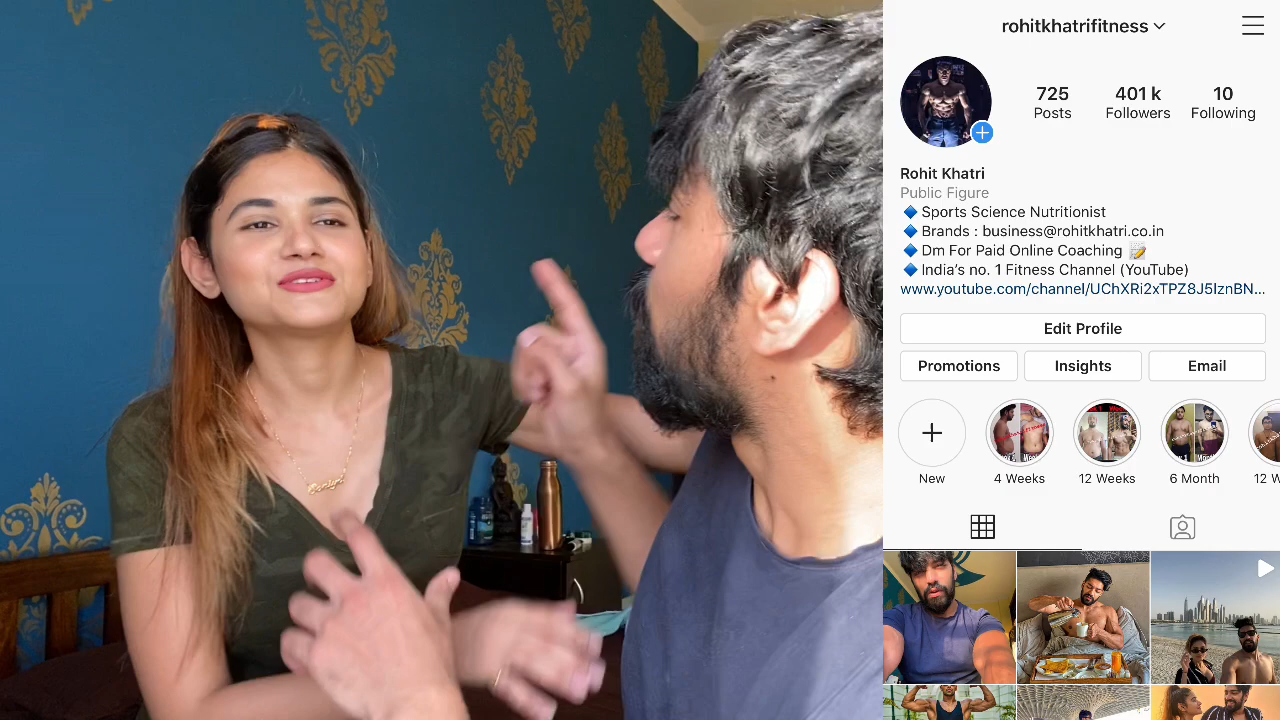 rohitkhatrifitness
725
Posts
401 k
Followers
10
Following
Rohit Khatri
Public Figure
Sports Science Nutritionist
Brands : business@rohitkhatri.co.in
Dm For Paid Online Coaching
India's no. 1 Fitness Channel (YouTube)
www.youtube.com/channel/UChXRi2xTPZ8J5IznBN...
Edit Profile
Promotions
Insights
Email
New
4 Weeks
12 Weeks
6 Month
12 W